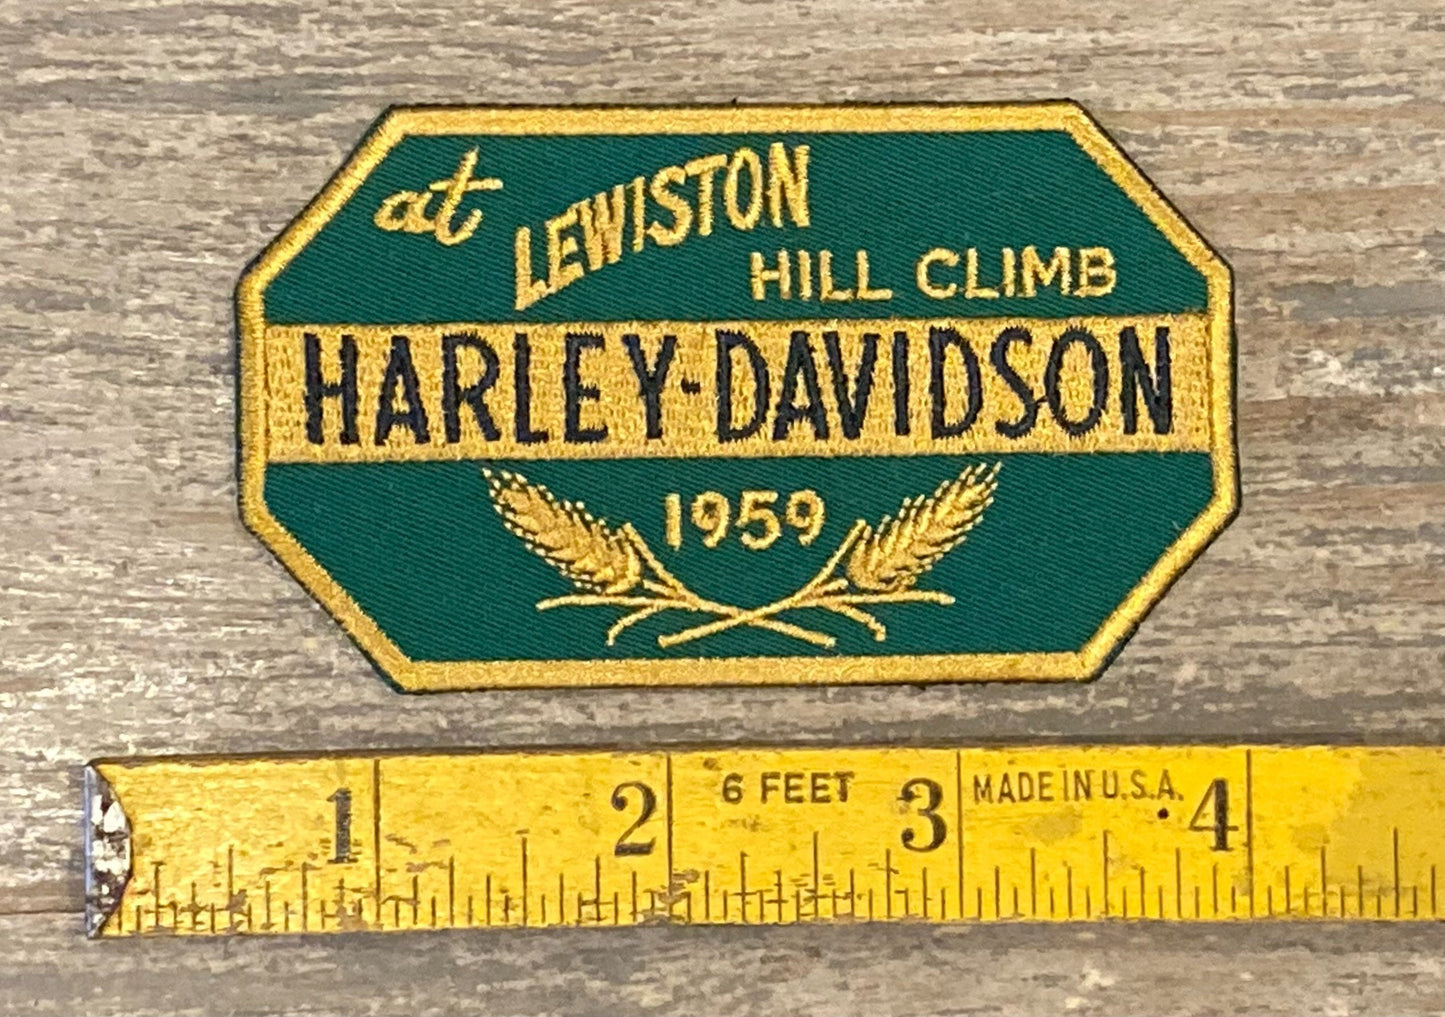 at LEWISTON
HILL CLIMB
HARLEY-DAVIDSON
1959
1 2 6 FEET 3 MADE IN U.S.A. 4